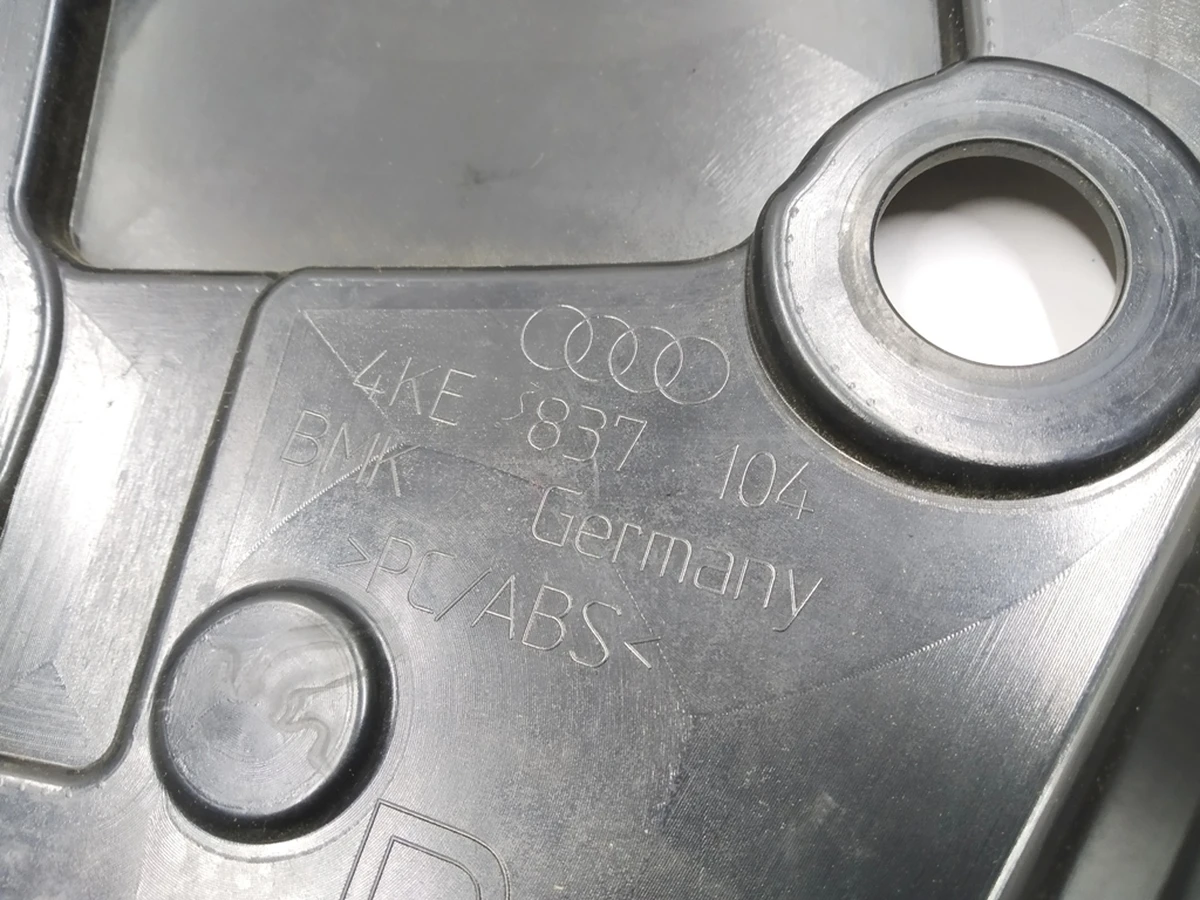 4KE 837 104
BMK Germany
>PC/ABS<
R